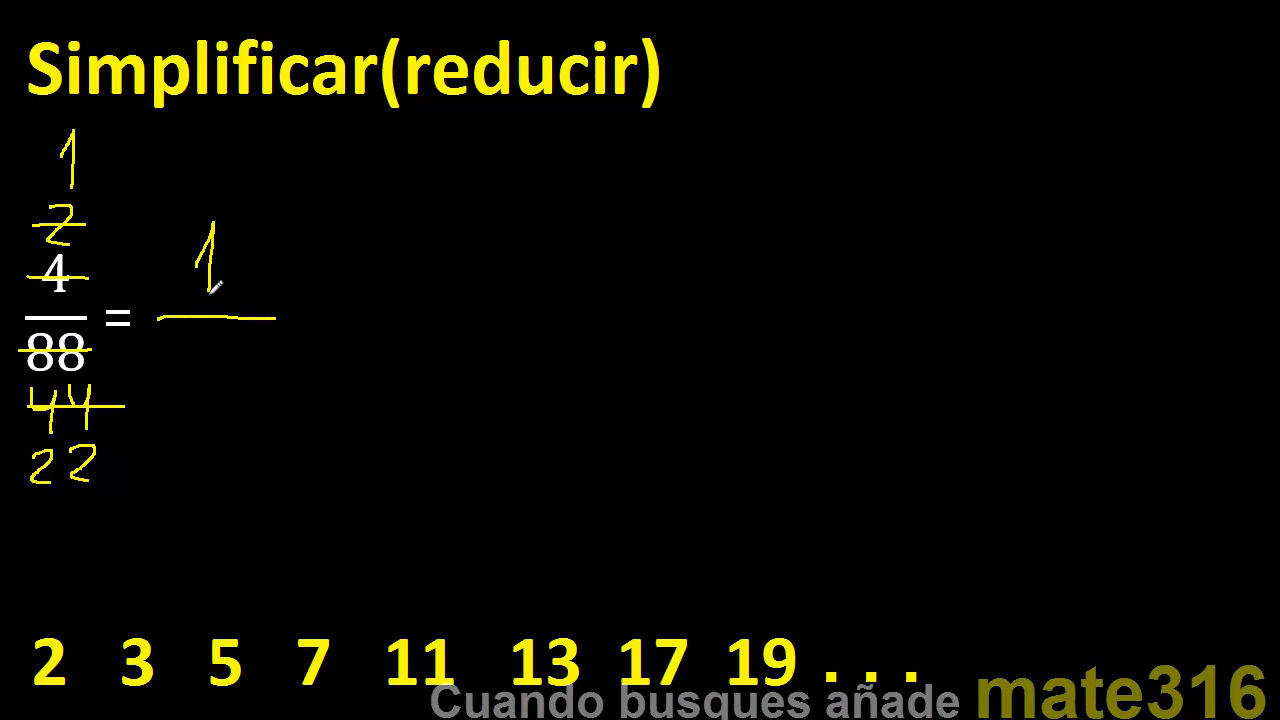 Simplificar(reducir)
1
2
4
88
44
22
=
1
2 3 5 7 11 13 17 19 . . .
Cuando busques añade mate316